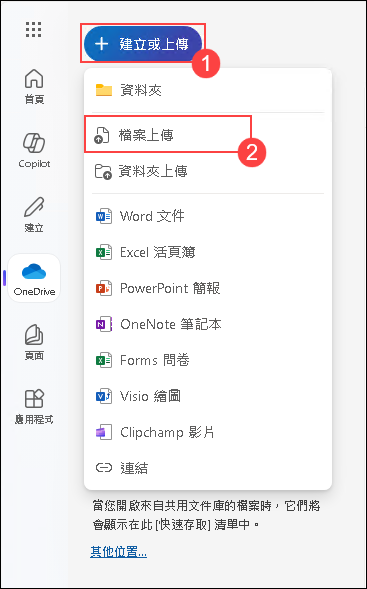 建立或上傳
1
資料夾
檔案上傳
2
資料夾上傳
Word 文件
Excel 活頁簿
PowerPoint 簡報
OneNote 筆記本
Forms 問卷
Visio 繪圖
Clipchamp 影片
連結
當您開啟來自共用文件庫的檔案時，它們將
會顯示在此 [快速存取] 清單中。
其他位置...
首頁
Copilot
建立
OneDrive
頁面
應用程式